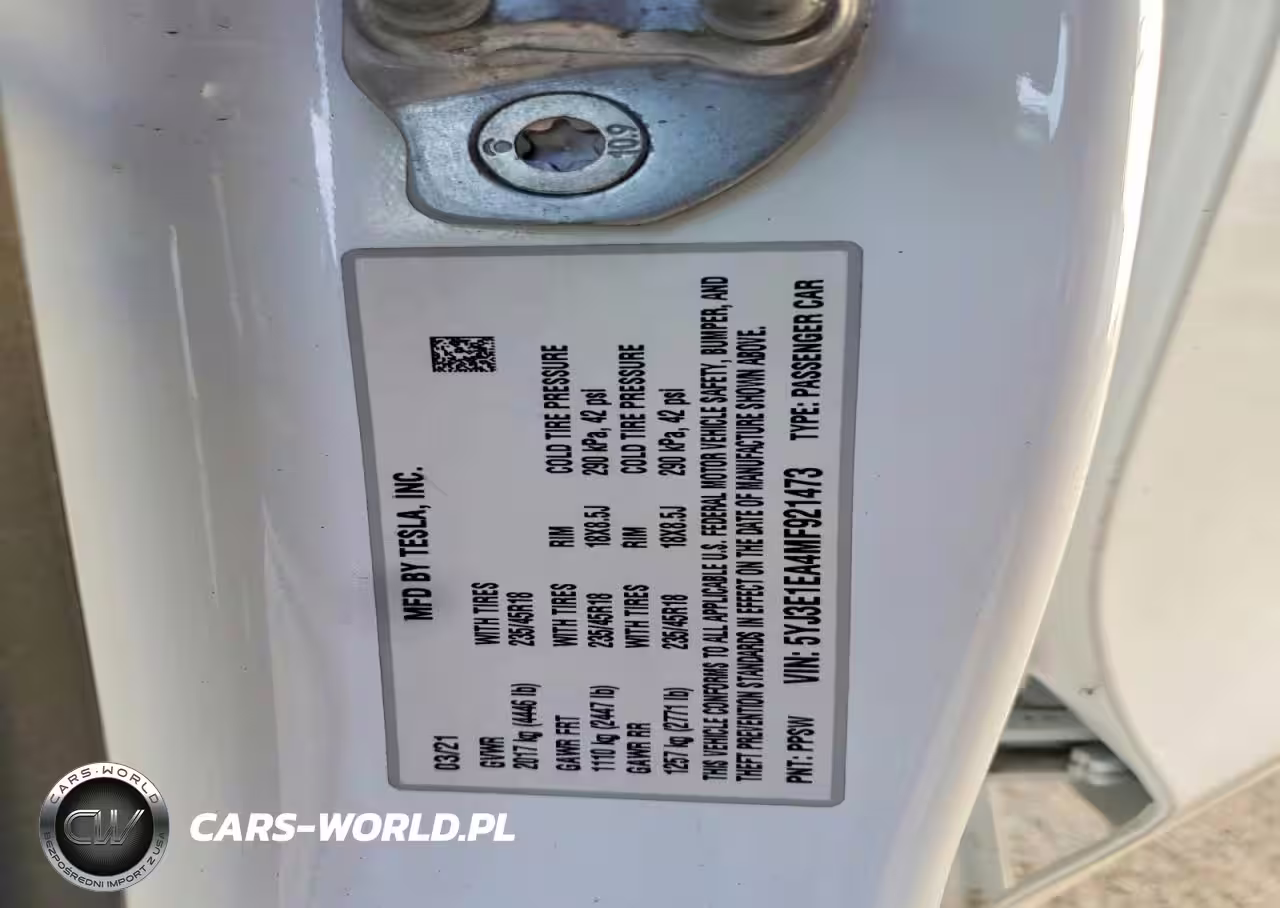 10.9
MFD BY TESLA, INC.
03/21
GVWR WITH TIRES
2017 kg (4446 lb) 235/45R18
GAWR FRT WITH TIRES RIM COLD TIRE PRESSURE
1110 kg (2447 lb) 235/45R18 18X8.5J 290 kPa, 42 psi
GAWR RR WITH TIRES RIM COLD TIRE PRESSURE
1257 kg (2771 lb) 235/45R18 18X8.5J 290 kPa, 42 psi
THIS VEHICLE CONFORMS TO ALL APPLICABLE U.S. FEDERAL MOTOR VEHICLE SAFETY, BUMPER, AND
THEFT PREVENTION STANDARDS IN EFFECT ON THE DATE OF MANUFACTURE SHOWN ABOVE.
PNT: PPSW VIN: 5YJ3E1EA4MF921473 TYPE: PASSENGER CAR
CARS-WORLD
CW
BEZPOŚREDNI IMPORT Z USA
CARS-WORLD.PL